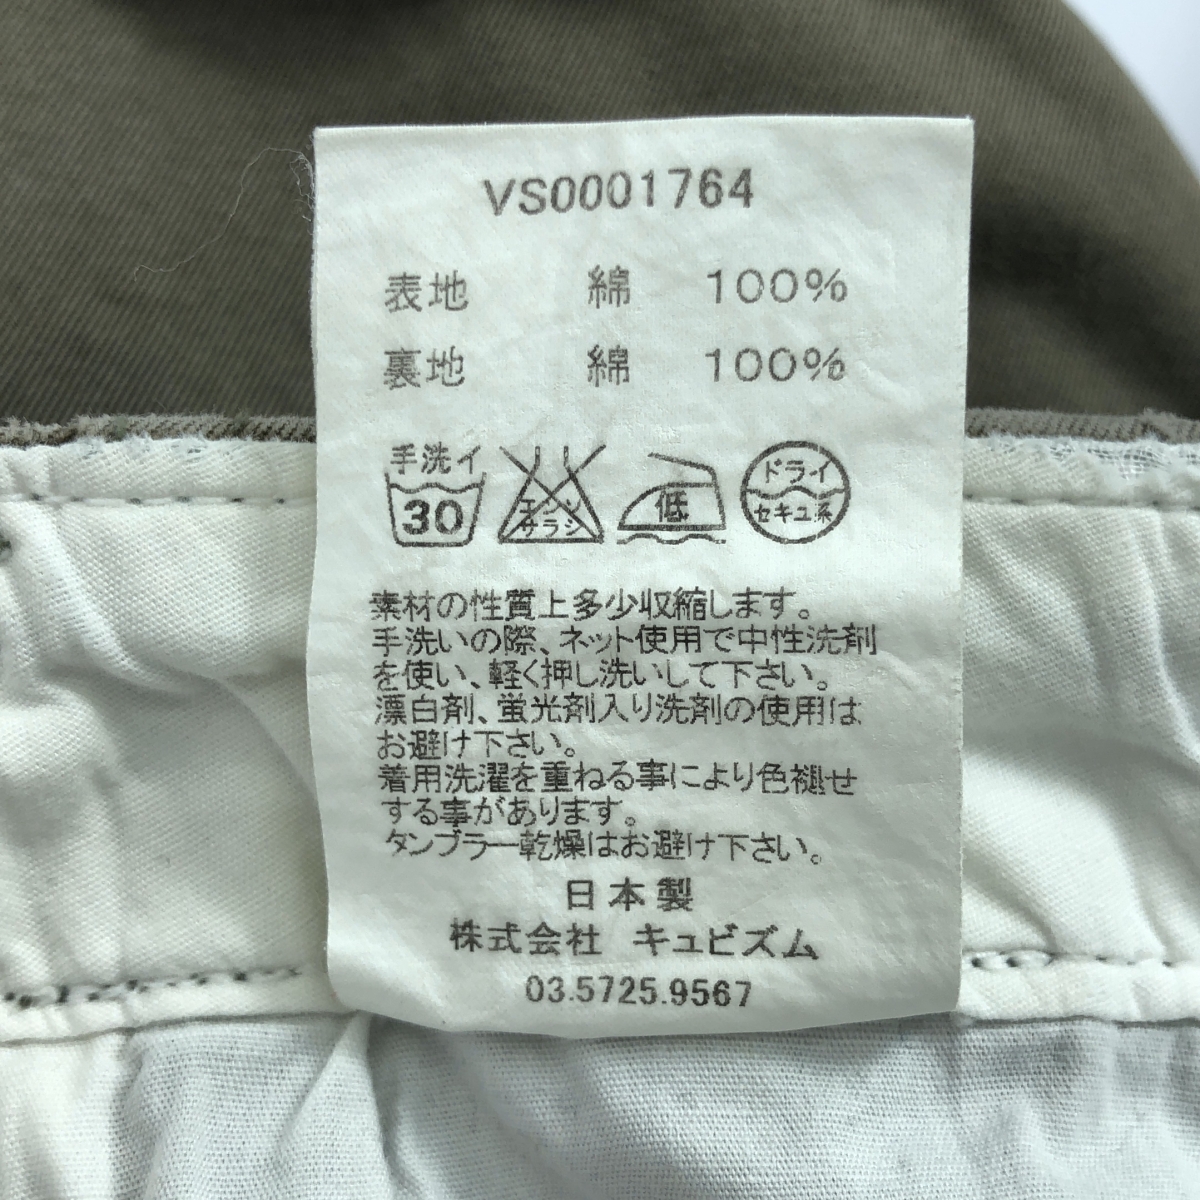 VS0001764
表地 綿 100%
裏地 綿 100%
手洗イ
30
エンソ
サラシ
低
ドライ
セキユ系
素材の性質上多少収縮します。
手洗いの際、ネット使用で中性洗剤
を使い、軽く押し洗いして下さい。
漂白剤、蛍光剤入り洗剤の使用は
お避け下さい。
着用洗濯を重ねる事により色褪せ
する事があります。
タンブラー乾燥はお避け下さい。
日本製
株式会社 キュビズム
03.5725.9567